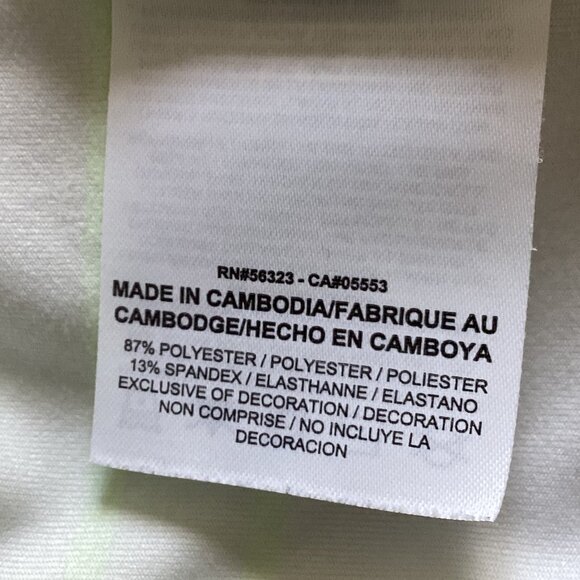 RN#56323 - CA#05553
MADE IN CAMBODIA/FABRIQUE AU
CAMBODGE/HECHO EN CAMBOYA
87% POLYESTER / POLYESTER / POLIESTER
13% SPANDEX / ELASTHANNE / ELASTANO
EXCLUSIVE OF DECORATION / DECORATION
NON COMPRISE / NO INCLUYE LA
DECORACION